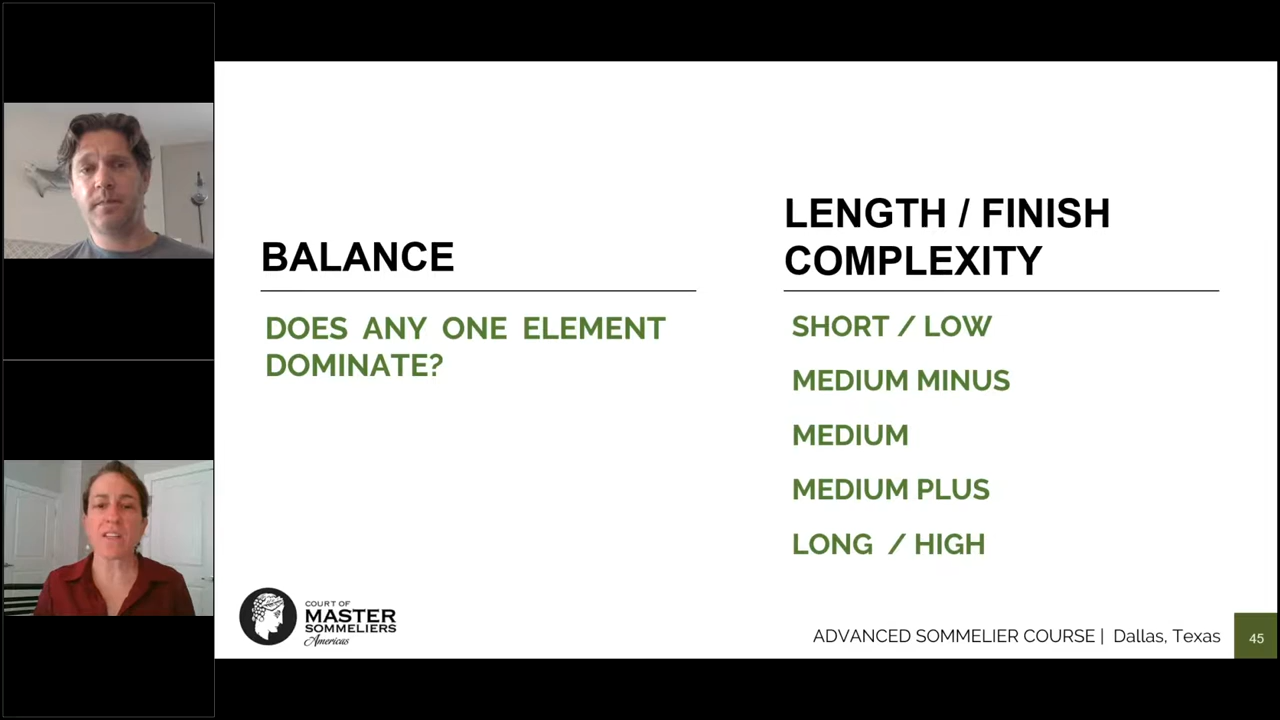 BALANCE
DOES ANY ONE ELEMENT
DOMINATE?
LENGTH / FINISH
COMPLEXITY
SHORT / LOW
MEDIUM MINUS
MEDIUM
MEDIUM PLUS
LONG / HIGH
COURT OF
MASTER
SOMMELIERS
Americas
ADVANCED SOMMELIER COURSE | Dallas, Texas
45